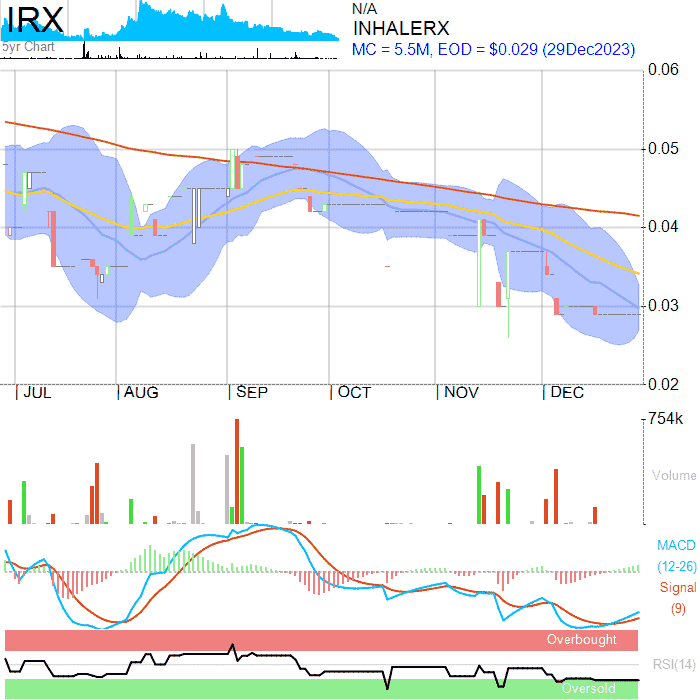 IRX
5yr Chart
N/A
INHALERX
MC = 5.5M, EOD = $0.029 (29Dec2023)
0.06
0.05
0.04
0.03
0.02
JUL AUG SEP OCT NOV DEC
754k
Volume
MACD
(12-26)
Signal
(9)
Overbought
RSI(14)
Oversold